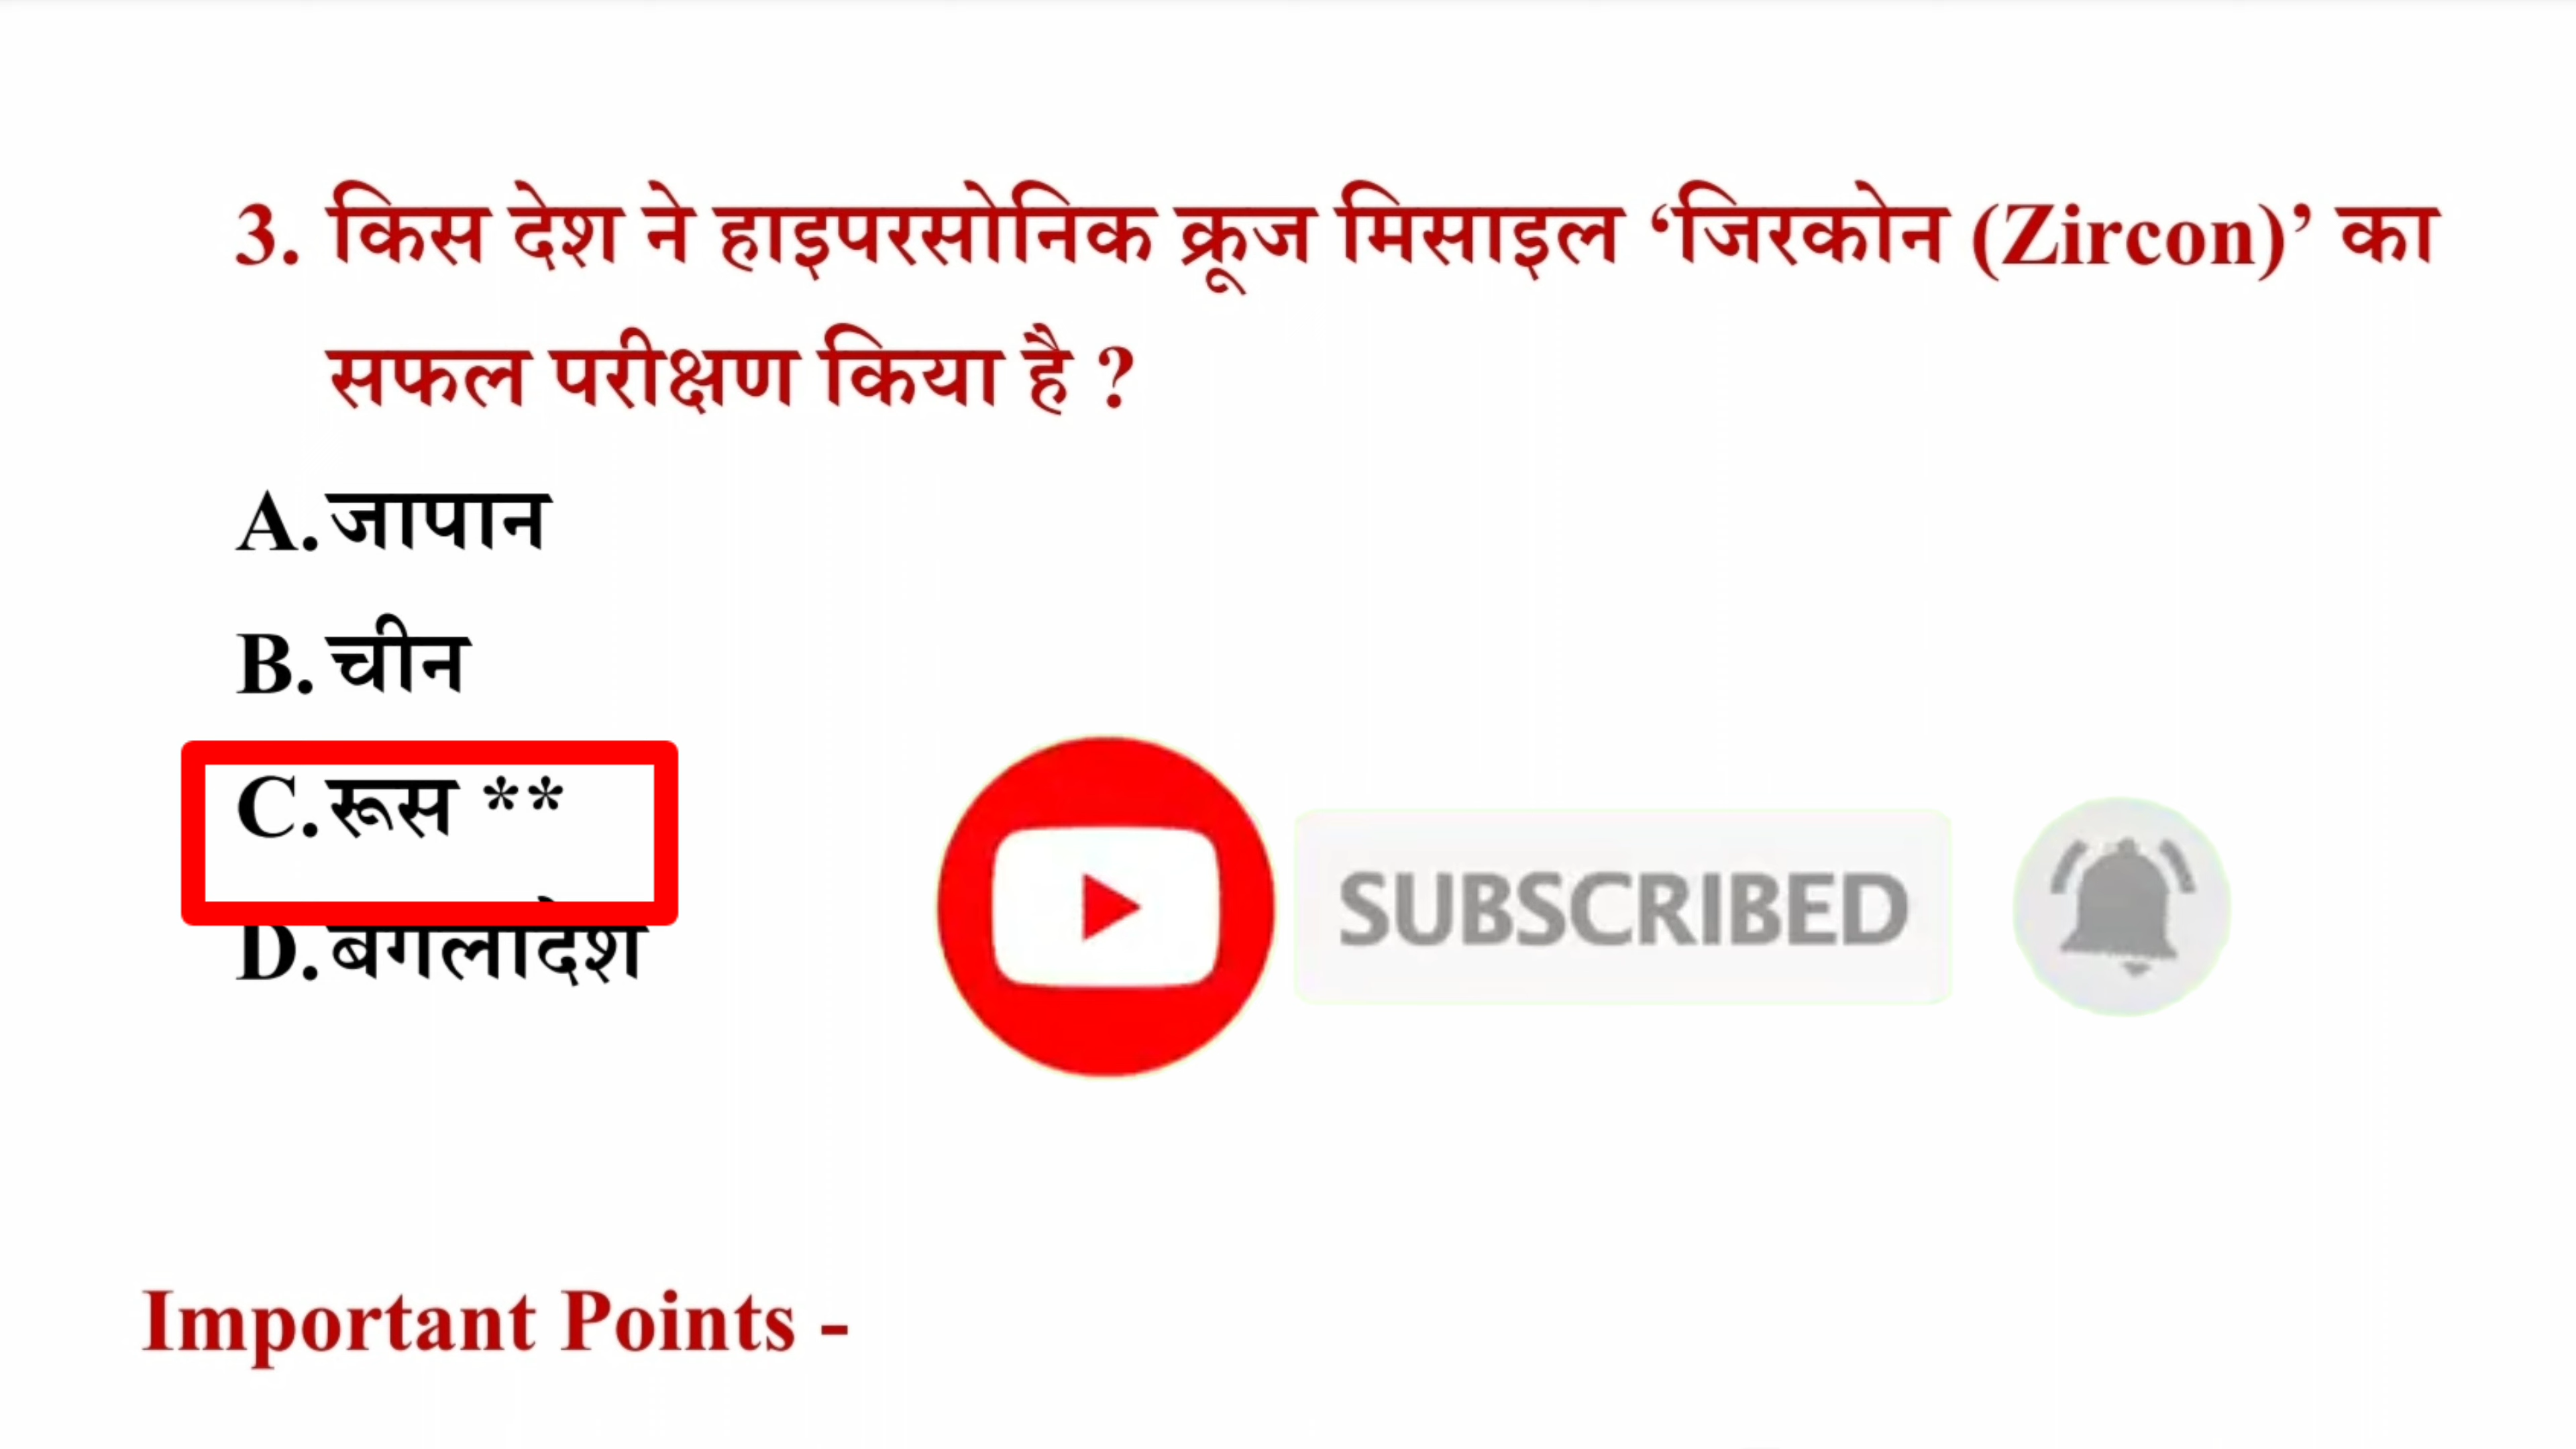 3. किस देश ने हाइपरसोनिक क्रूज मिसाइल ‘जिरकोन (Zircon)’ का
सफल परीक्षण किया है ?
A. जापान
B. चीन
C. रूस **
D. बंगलादेश
SUBSCRIBED
Important Points -